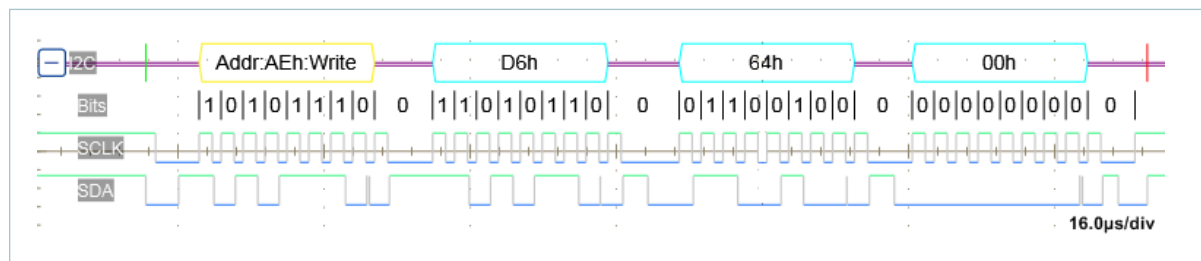 I2C Addr:AEh:Write D6h 64h 00h
Bits 1 0 1 0 1 1 1 0 0 1 1 0 1 0 1 1 0 0 0 1 1 0 0 1 0 0 0 0 0 0 0 0 0 0 0 0
SCLK
SDA
16.0µs/div